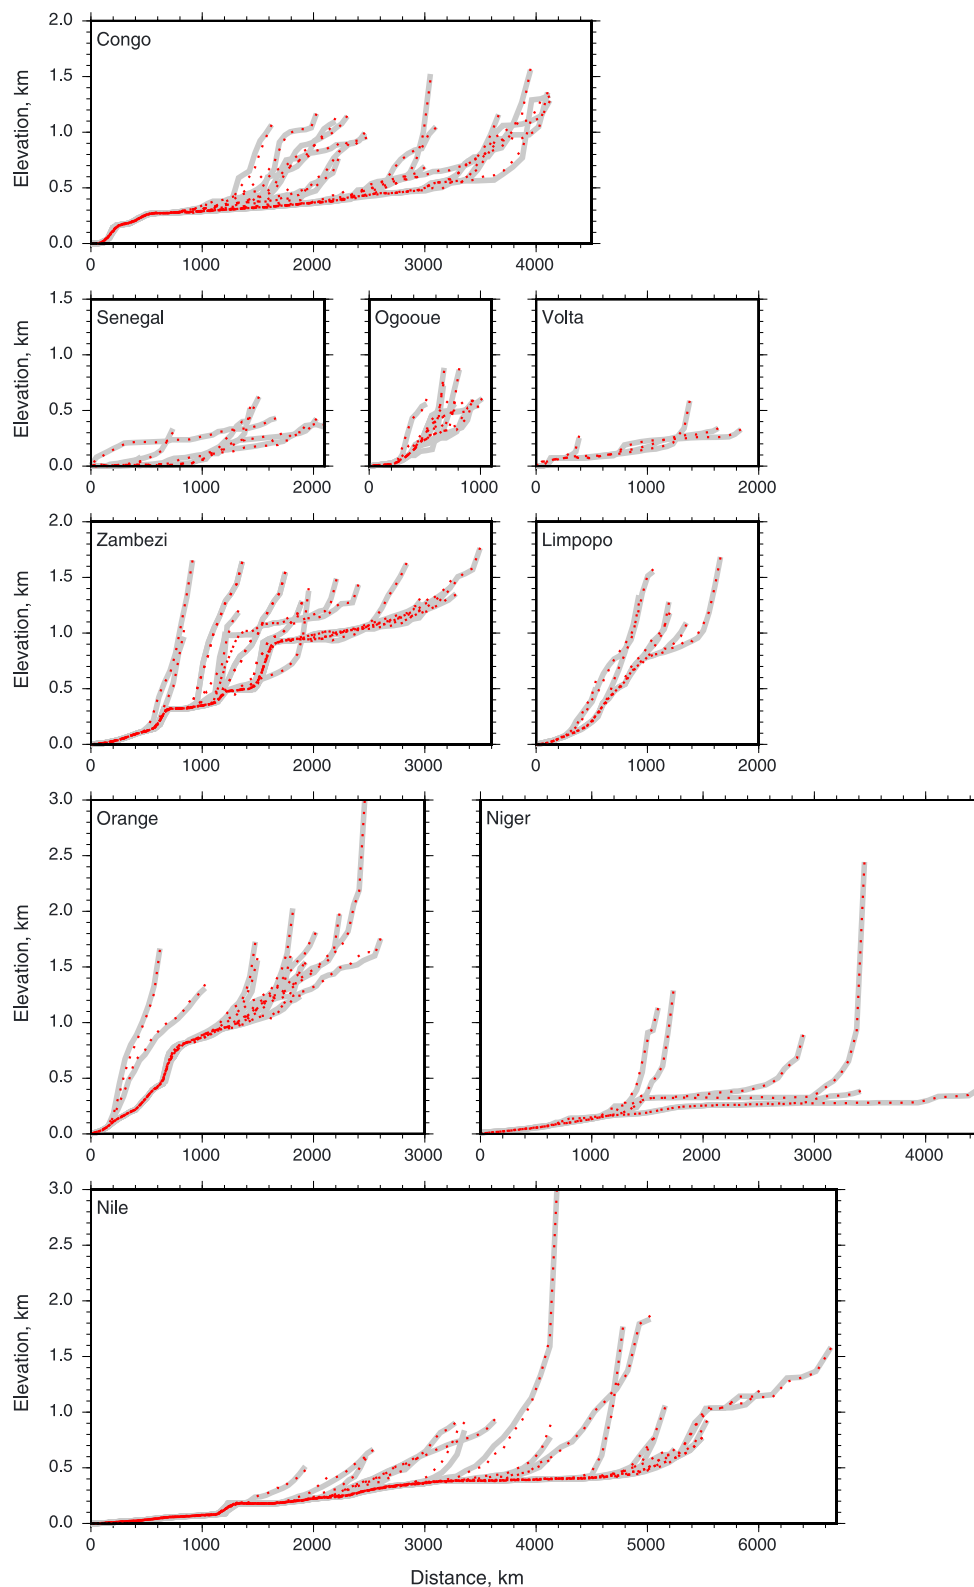 2.0
Congo
1.5
1.0
0.5
0.0
Elevation, km
0 1000 2000 3000 4000
1.5
Senegal Ogooue Volta
1.0
0.5
0.0
Elevation, km
0 1000 2000 0 1000 0 1000 2000
2.0
Zambezi Limpopo
1.5
1.0
0.5
0.0
Elevation, km
0 1000 2000 3000 0 1000 2000
3.0
Orange Niger
2.5
2.0
1.5
1.0
0.5
0.0
Elevation, km
0 1000 2000 3000 0 1000 2000 3000 4000
3.0
Nile
2.5
2.0
1.5
1.0
0.5
0.0
Elevation, km
0 1000 2000 3000 4000 5000 6000
Distance, km